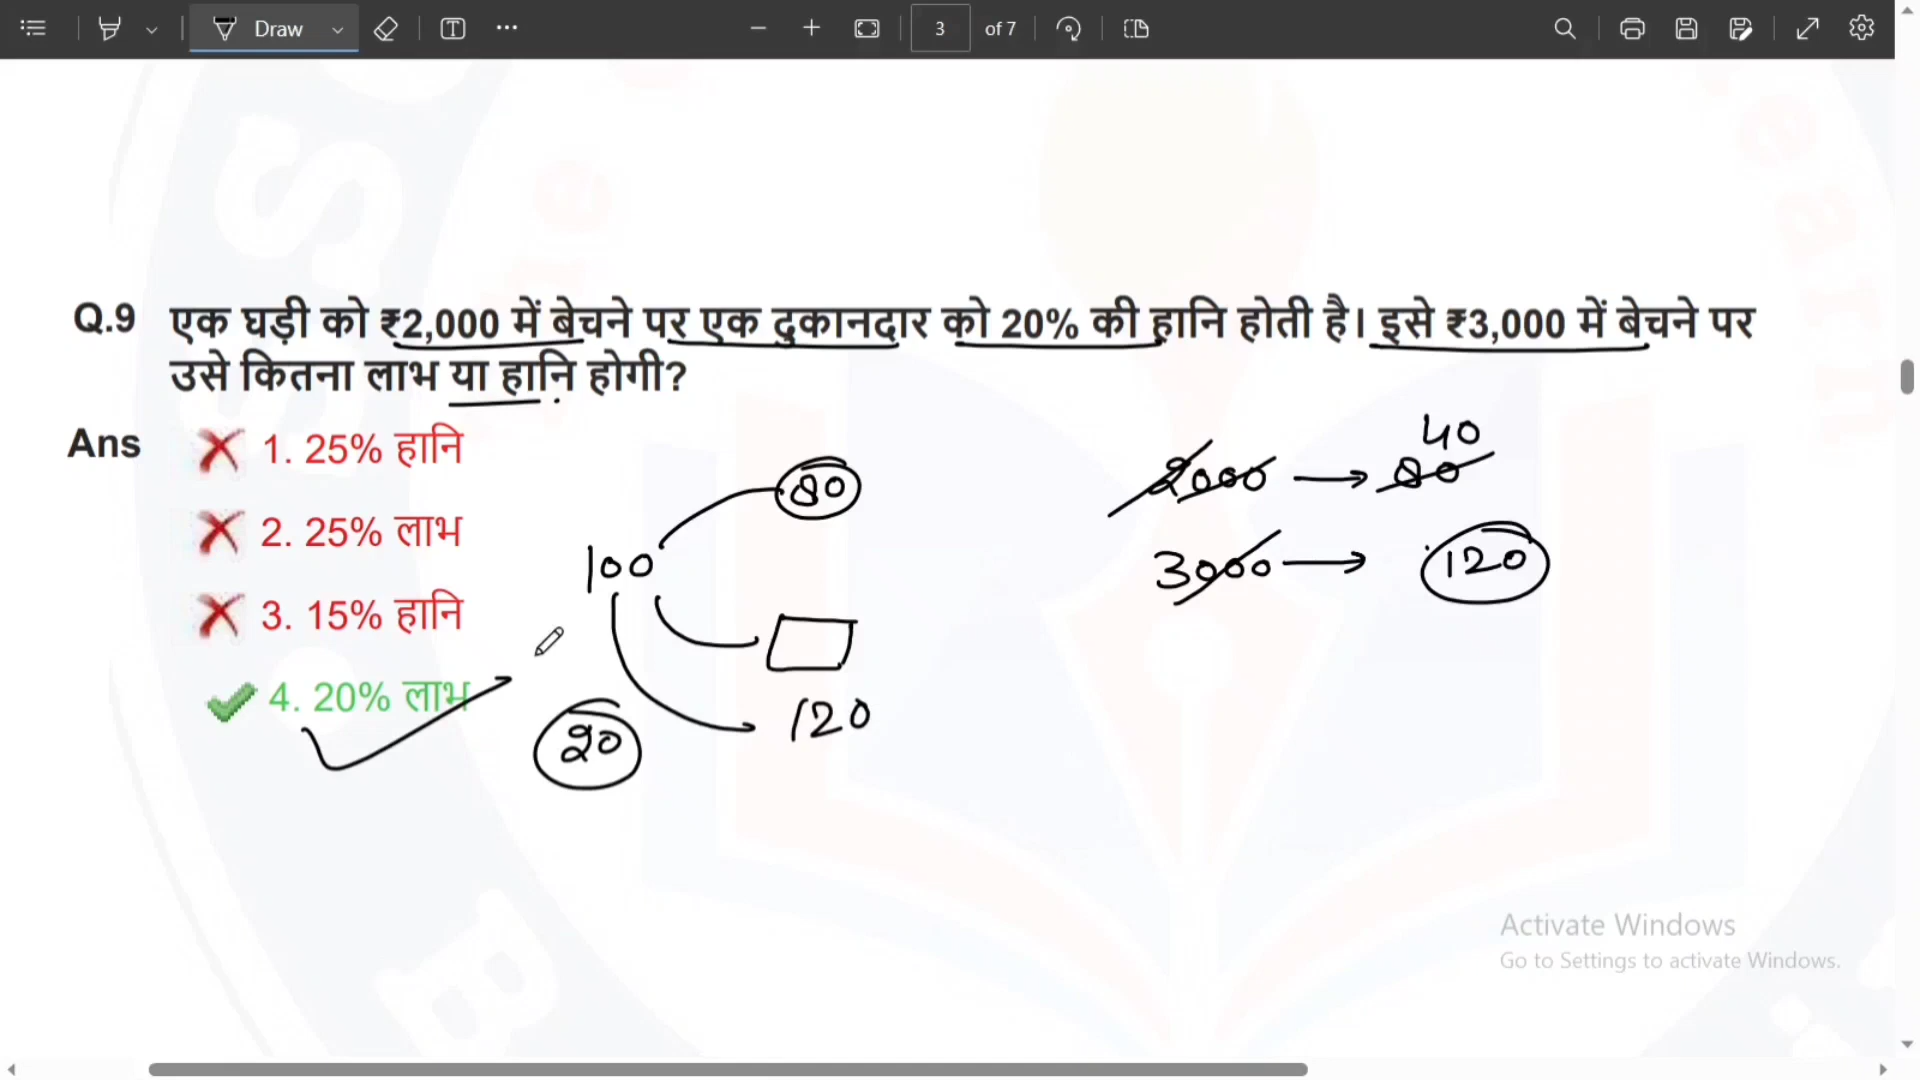 Draw
3 of 7
Q.9 एक घड़ी को ₹2,000 में बेचने पर एक दुकानदार को 20% की हानि होती है। इसे ₹3,000 में बेचने पर
उसे कितना लाभ या हानि होगी?
Ans
1. 25% हानि
2. 25% लाभ
3. 15% हानि
4. 20% लाभ
80
100
120
20
40
2000 → 80
3000 → 120
Activate Windows
Go to Settings to activate Windows.